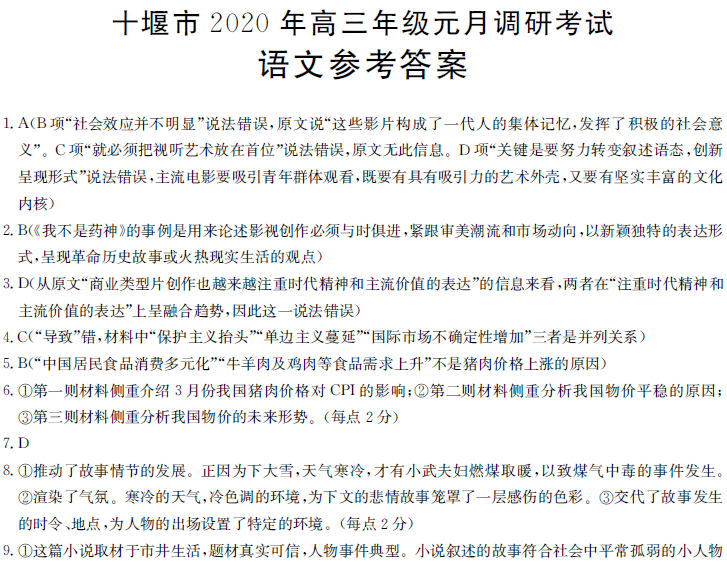 十堰市 2020 年高三年级元月调研考试
语文参考答案
1. A(B 项“社会效应并不明显”说法错误,原文说“这些影片构成了一代人的集体记忆,发挥了积极的社会意
义”。C 项“就必须把视听艺术放在首位”说法错误,原文无此信息。D 项“关键是要努力转变叙述语态,创新
呈现形式”说法错误,主流电影要吸引青年群体观看,既要有具有吸引力的艺术外壳,又要有坚实丰富的文化
内核)
2. B(《我不是药神》的事例是用来论述影视创作必须与时俱进,紧跟审美潮流和市场动向,以新颖独特的表达形
式,呈现革命历史故事或火热现实生活的观点)
3. D(从原文“商业类型片创作也越来越注重时代精神和主流价值的表达”的信息来看,两者在“注重时代精神和
主流价值的表达”上呈融合趋势,因此这一说法错误)
4. C(“导致”错,材料中“保护主义抬头”“单边主义蔓延”“国际市场不确定性增加”三者是并列关系)
5. B(“中国居民食品消费多元化”“牛羊肉及鸡肉等食品需求上升”不是猪肉价格上涨的原因)
6. ①第一则材料侧重介绍 3 月份我国猪肉价格对 CPI 的影响;②第二则材料侧重分析我国物价平稳的原因;
③第三则材料侧重分析我国物价的未来形势。(每点 2 分)
7. D
8. ①推动了故事情节的发展。正因为下大雪,天气寒冷,才有小武夫妇燃煤取暖,以致煤气中毒的事件发生。
②渲染了气氛。寒冷的天气,冷色调的环境,为下文的悲情故事笼罩了一层感伤的色彩。③交代了故事发生
的时令、地点,为人物的出场设置了特定的环境。(每点 2 分)
9. ①这篇小说取材于市井生活,题材真实可信,人物事件典型。小说叙述的故事符合社会中平常孤弱的小人物